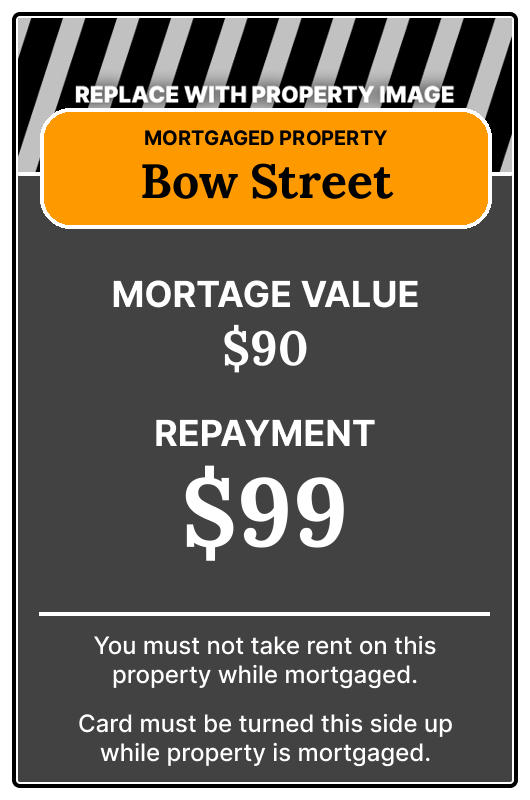 REPLACE WITH PROPERTY IMAGE
MORTGAGED PROPERTY
Bow Street
MORTAGE VALUE
$90
REPAYMENT
$99
You must not take rent on this
property while mortgaged.
Card must be turned this side up
while property is mortgaged.